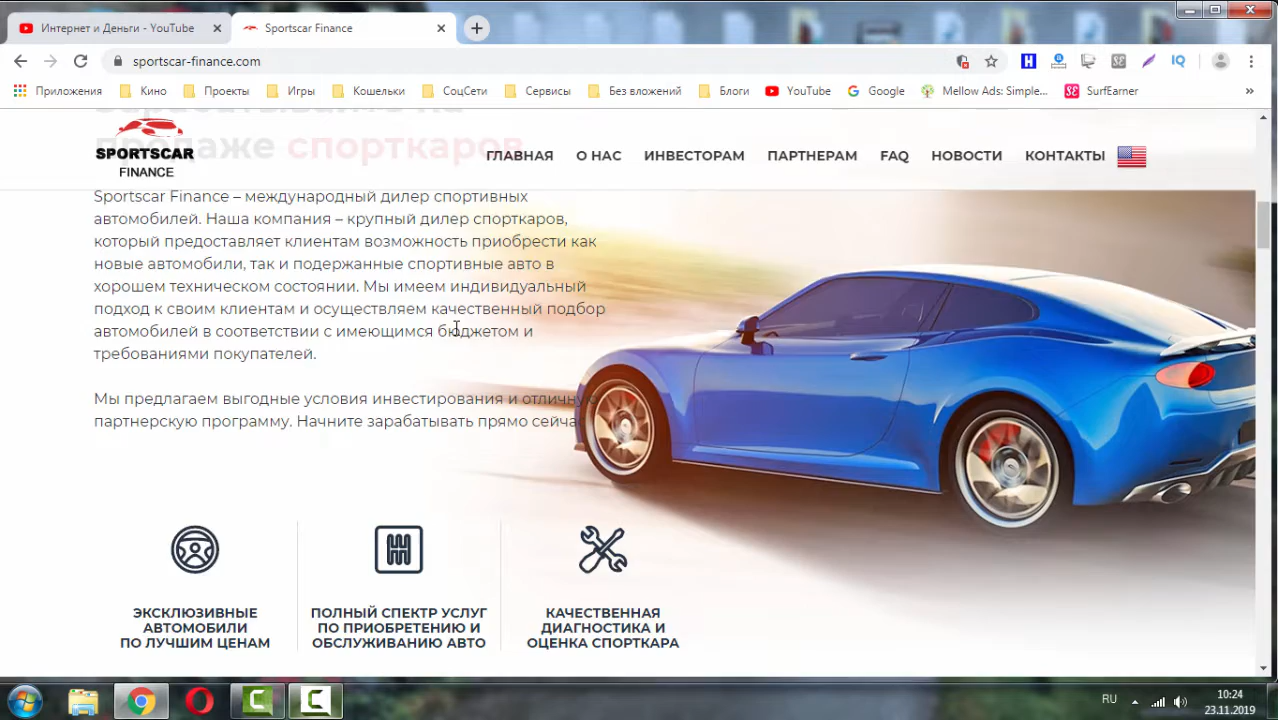 Интернет и Деньги - YouTube
Sportscar Finance
sportscar-finance.com
Приложения
Кино
Проекты
Игры
Кошельки
СоцСети
Сервисы
Без вложений
Блоги
YouTube
Google
Mellow Ads: Simple...
SurfEarner
»
SPORTSCAR
FINANCE
продаже спорткаров
ГЛАВНАЯ
О НАС
ИНВЕСТОРАМ
ПАРТНЕРАМ
FAQ
НОВОСТИ
КОНТАКТЫ
Sportscar Finance – международный дилер спортивных
автомобилей. Наша компания – крупный дилер спорткаров,
который предоставляет клиентам возможность приобрести как
новые автомобили, так и подержанные спортивные авто в
хорошем техническом состоянии. Мы имеем индивидуальный
подход к своим клиентам и осуществляем качественный подбор
автомобилей в соответствии с имеющимся бюджетом и
требованиями покупателей.
Мы предлагаем выгодные условия инвестирования и отличную
партнерскую программу. Начните зарабатывать прямо сейчас
ЭКСКЛЮЗИВНЫЕ
АВТОМОБИЛИ
ПО ЛУЧШИМ ЦЕНАМ
ПОЛНЫЙ СПЕКТР УСЛУГ
ПО ПРИОБРЕТЕНИЮ И
ОБСЛУЖИВАНИЮ АВТО
КАЧЕСТВЕННАЯ
ДИАГНОСТИКА И
ОЦЕНКА СПОРТКАРА
RU
10:24
23.11.2019